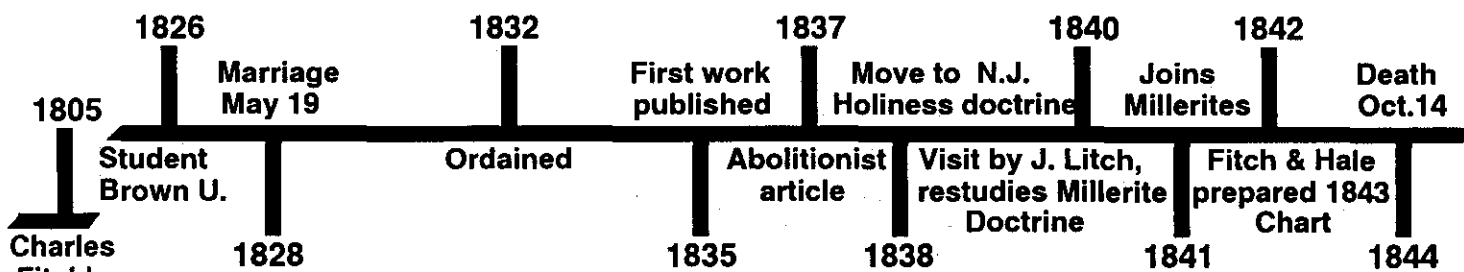 1826
1832
1837
1840
1842
1805
Marriage
May 19
First work
published
Move to N.J.
Holiness doctrine
Joins
Millerites
Death
Oct.14
Student
Brown U.
Ordained
Abolitionist
article
Visit by J. Litch,
restudies Millerite
Doctrine
Fitch & Hale
prepared 1843
Chart
Charles
1828
1835
1838
1841
1844